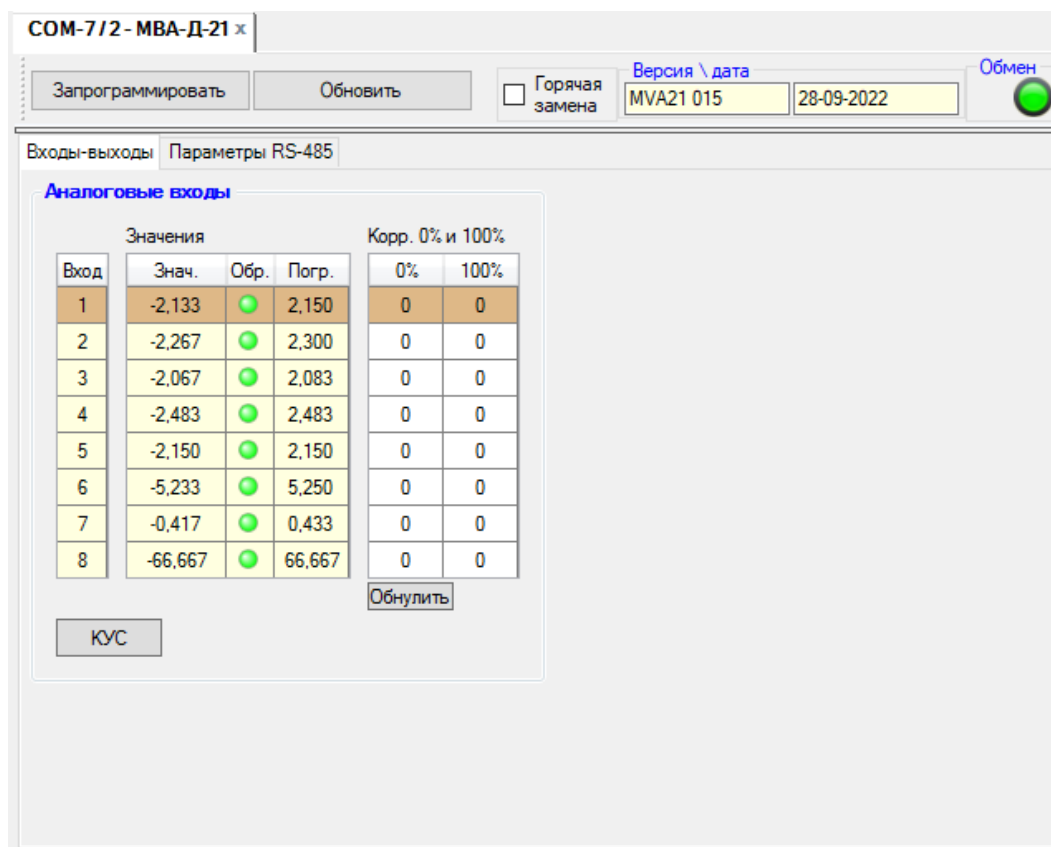 COM-7/2 - МВА-Д-21 x
Запрограммировать Обновить Горячая замена Версия \ дата MVA21 015 28-09-2022 Обмен
Входы-выходы Параметры RS-485
Аналоговые входы
Значения Корр. 0% и 100%
Вход Знач. Обр. Погр. 0% 100%
1 -2,133 2,150 0 0
2 -2,267 2,300 0 0
3 -2,067 2,083 0 0
4 -2,483 2,483 0 0
5 -2,150 2,150 0 0
6 -5,233 5,250 0 0
7 -0,417 0,433 0 0
8 -66,667 66,667 0 0
Обнулить
КУС